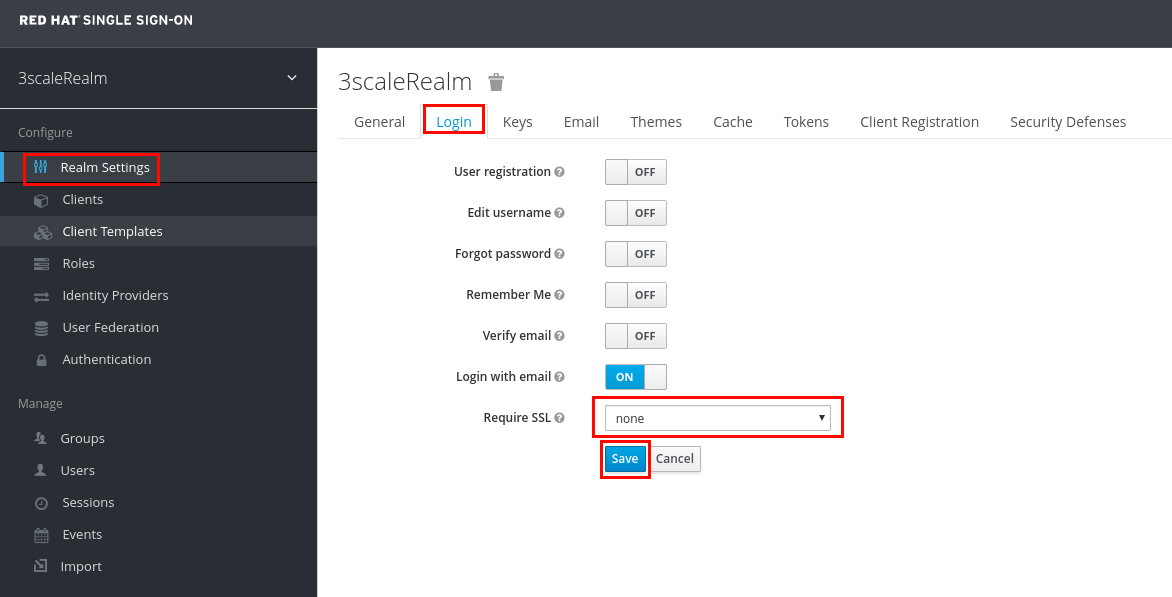 RED HAT® SINGLE SIGN-ON
3scaleRealm
Configure
Realm Settings
Clients
Client Templates
Roles
Identity Providers
User Federation
Authentication
Manage
Groups
Users
Sessions
Events
Import
3scaleRealm
General Login Keys Email Themes Cache Tokens Client Registration Security Defenses
User registration ? OFF
Edit username ? OFF
Forgot password ? OFF
Remember Me ? OFF
Verify email ? OFF
Login with email ? ON
Require SSL ? none
Save Cancel